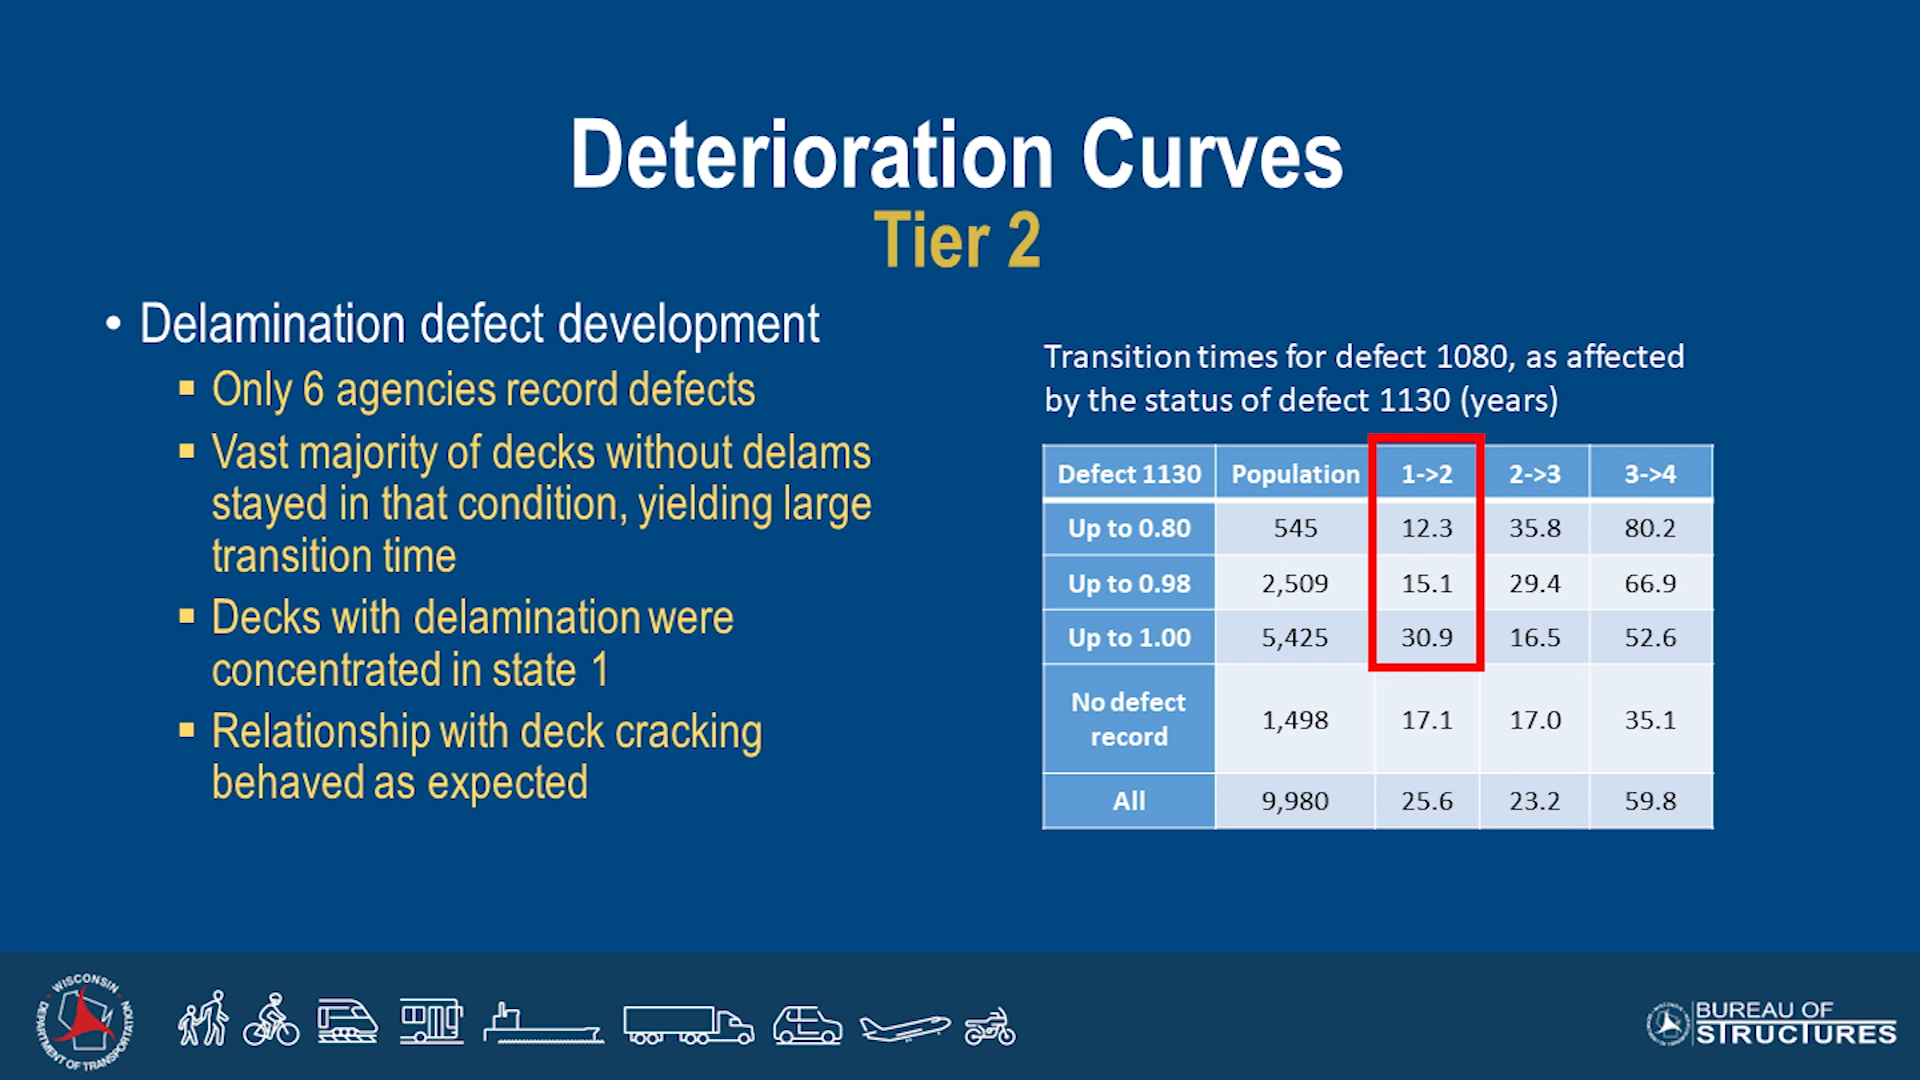 Deterioration Curves
Tier 2
• Delamination defect development
▪ Only 6 agencies record defects
▪ Vast majority of decks without delams
stayed in that condition, yielding large
transition time
▪ Decks with delamination were
concentrated in state 1
▪ Relationship with deck cracking
behaved as expected
Transition times for defect 1080, as affected
by the status of defect 1130 (years)
Defect 1130 Population 1->2 2->3 3->4
Up to 0.80 545 12.3 35.8 80.2
Up to 0.98 2,509 15.1 29.4 66.9
Up to 1.00 5,425 30.9 16.5 52.6
No defect
record 1,498 17.1 17.0 35.1
All 9,980 25.6 23.2 59.8
WISCONSIN
DEPARTMENT OF TRANSPORTATION
BUREAU OF
STRUCTURES